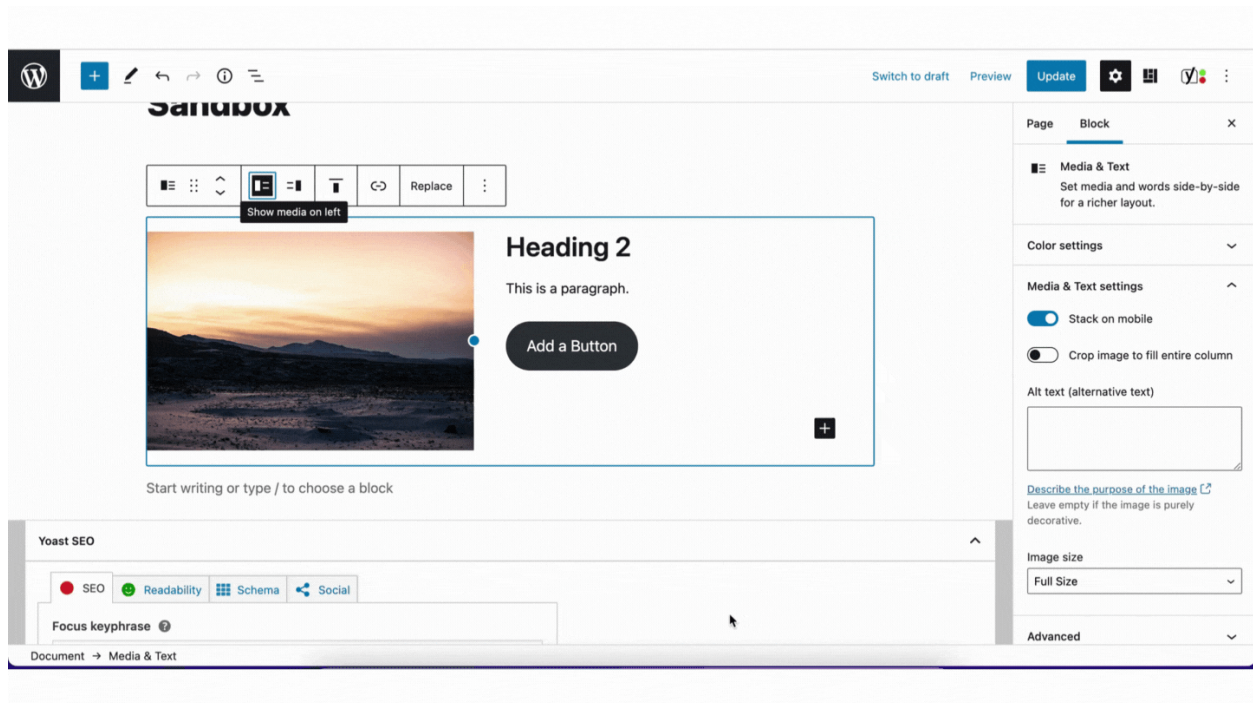 Switch to draft
Preview
Update
Sandbox
Replace
Show media on left
Heading 2
This is a paragraph.
Add a Button
Start writing or type / to choose a block
Yoast SEO
SEO
Readability
Schema
Social
Focus keyphrase
Document → Media & Text
Page
Block
Media & Text
Set media and words side-by-side
for a richer layout.
Color settings
Media & Text settings
Stack on mobile
Crop image to fill entire column
Alt text (alternative text)
Describe the purpose of the image
Leave empty if the image is purely
decorative.
Image size
Full Size
Advanced